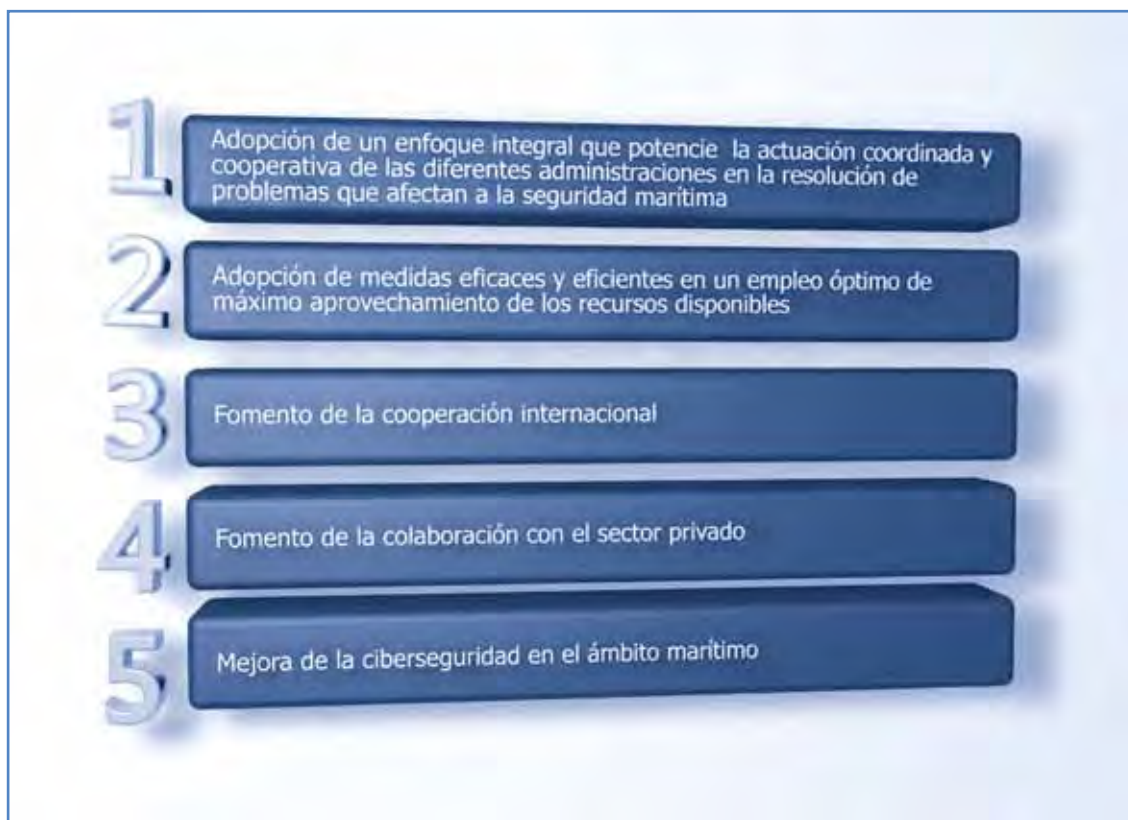 1
Adopción de un enfoque integral que potencie la actuación coordinada y
cooperativa de las diferentes administraciones en la resolución de
problemas que afectan a la seguridad marítima
2
Adopción de medidas eficaces y eficientes en un empleo óptimo de
máximo aprovechamiento de los recursos disponibles
3
Fomento de la cooperación internacional
4
Fomento de la colaboración con el sector privado
5
Mejora de la ciberseguridad en el ámbito marítimo